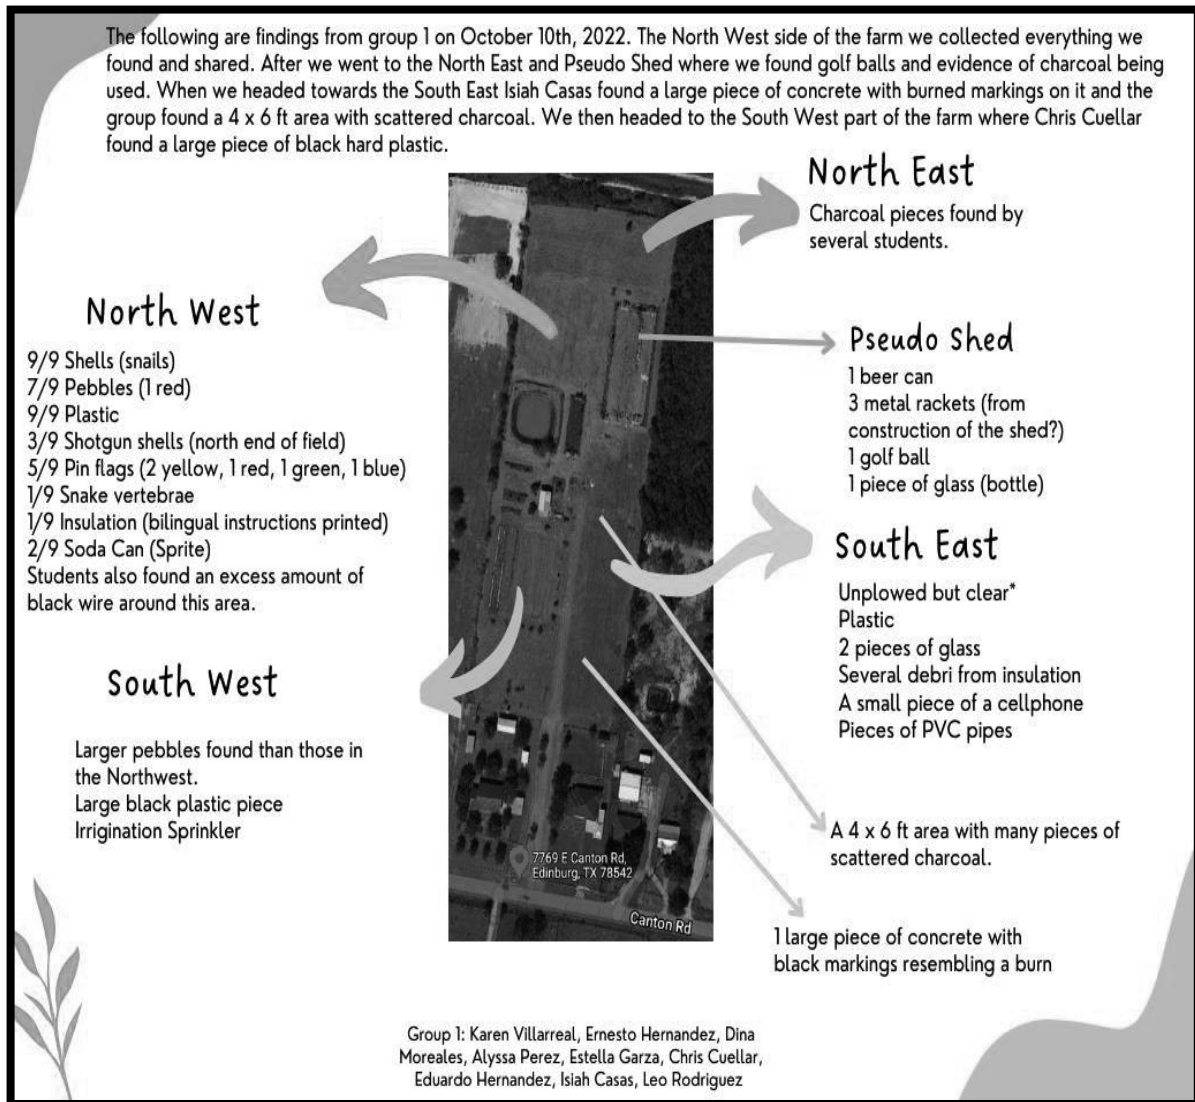 The following are findings from group 1 on October 10th, 2022. The North West side of the farm we collected everything we
found and shared. After we went to the North East and Pseudo Shed where we found golf balls and evidence of charcoal being
used. When we headed towards the South East Isiah Casas found a large piece of concrete with burned markings on it and the
group found a 4 x 6 ft area with scattered charcoal. We then headed to the South West part of the farm where Chris Cuellar
found a large piece of black hard plastic.
North East
Charcoal pieces found by
several students.
North West
9/9 Shells (snails)
7/9 Pebbles (1 red)
9/9 Plastic
3/9 Shotgun shells (north end of field)
5/9 Pin flags (2 yellow, 1 red, 1 green, 1 blue)
1/9 Snake vertebrae
1/9 Insulation (bilingual instructions printed)
2/9 Soda Can (Sprite)
Students also found an excess amount of
black wire around this area.
Pseudo Shed
1 beer can
3 metal rackets (from
construction of the shed?)
1 golf ball
1 piece of glass (bottle)
South East
Unplowed but clear*
Plastic
2 pieces of glass
Several debri from insulation
A small piece of a cellphone
Pieces of PVC pipes
South West
Larger pebbles found than those in
the Northwest.
Large black plastic piece
Irrigination Sprinkler
A 4 x 6 ft area with many pieces of
scattered charcoal.
1 large piece of concrete with
black markings resembling a burn
7769 E Canton Rd,
Edinburg, TX 78542
Canton Rd
Group 1: Karen Villarreal, Ernesto Hernandez, Dina
Moreales, Alyssa Perez, Estella Garza, Chris Cuellar,
Eduardo Hernandez, Isiah Casas, Leo Rodriguez